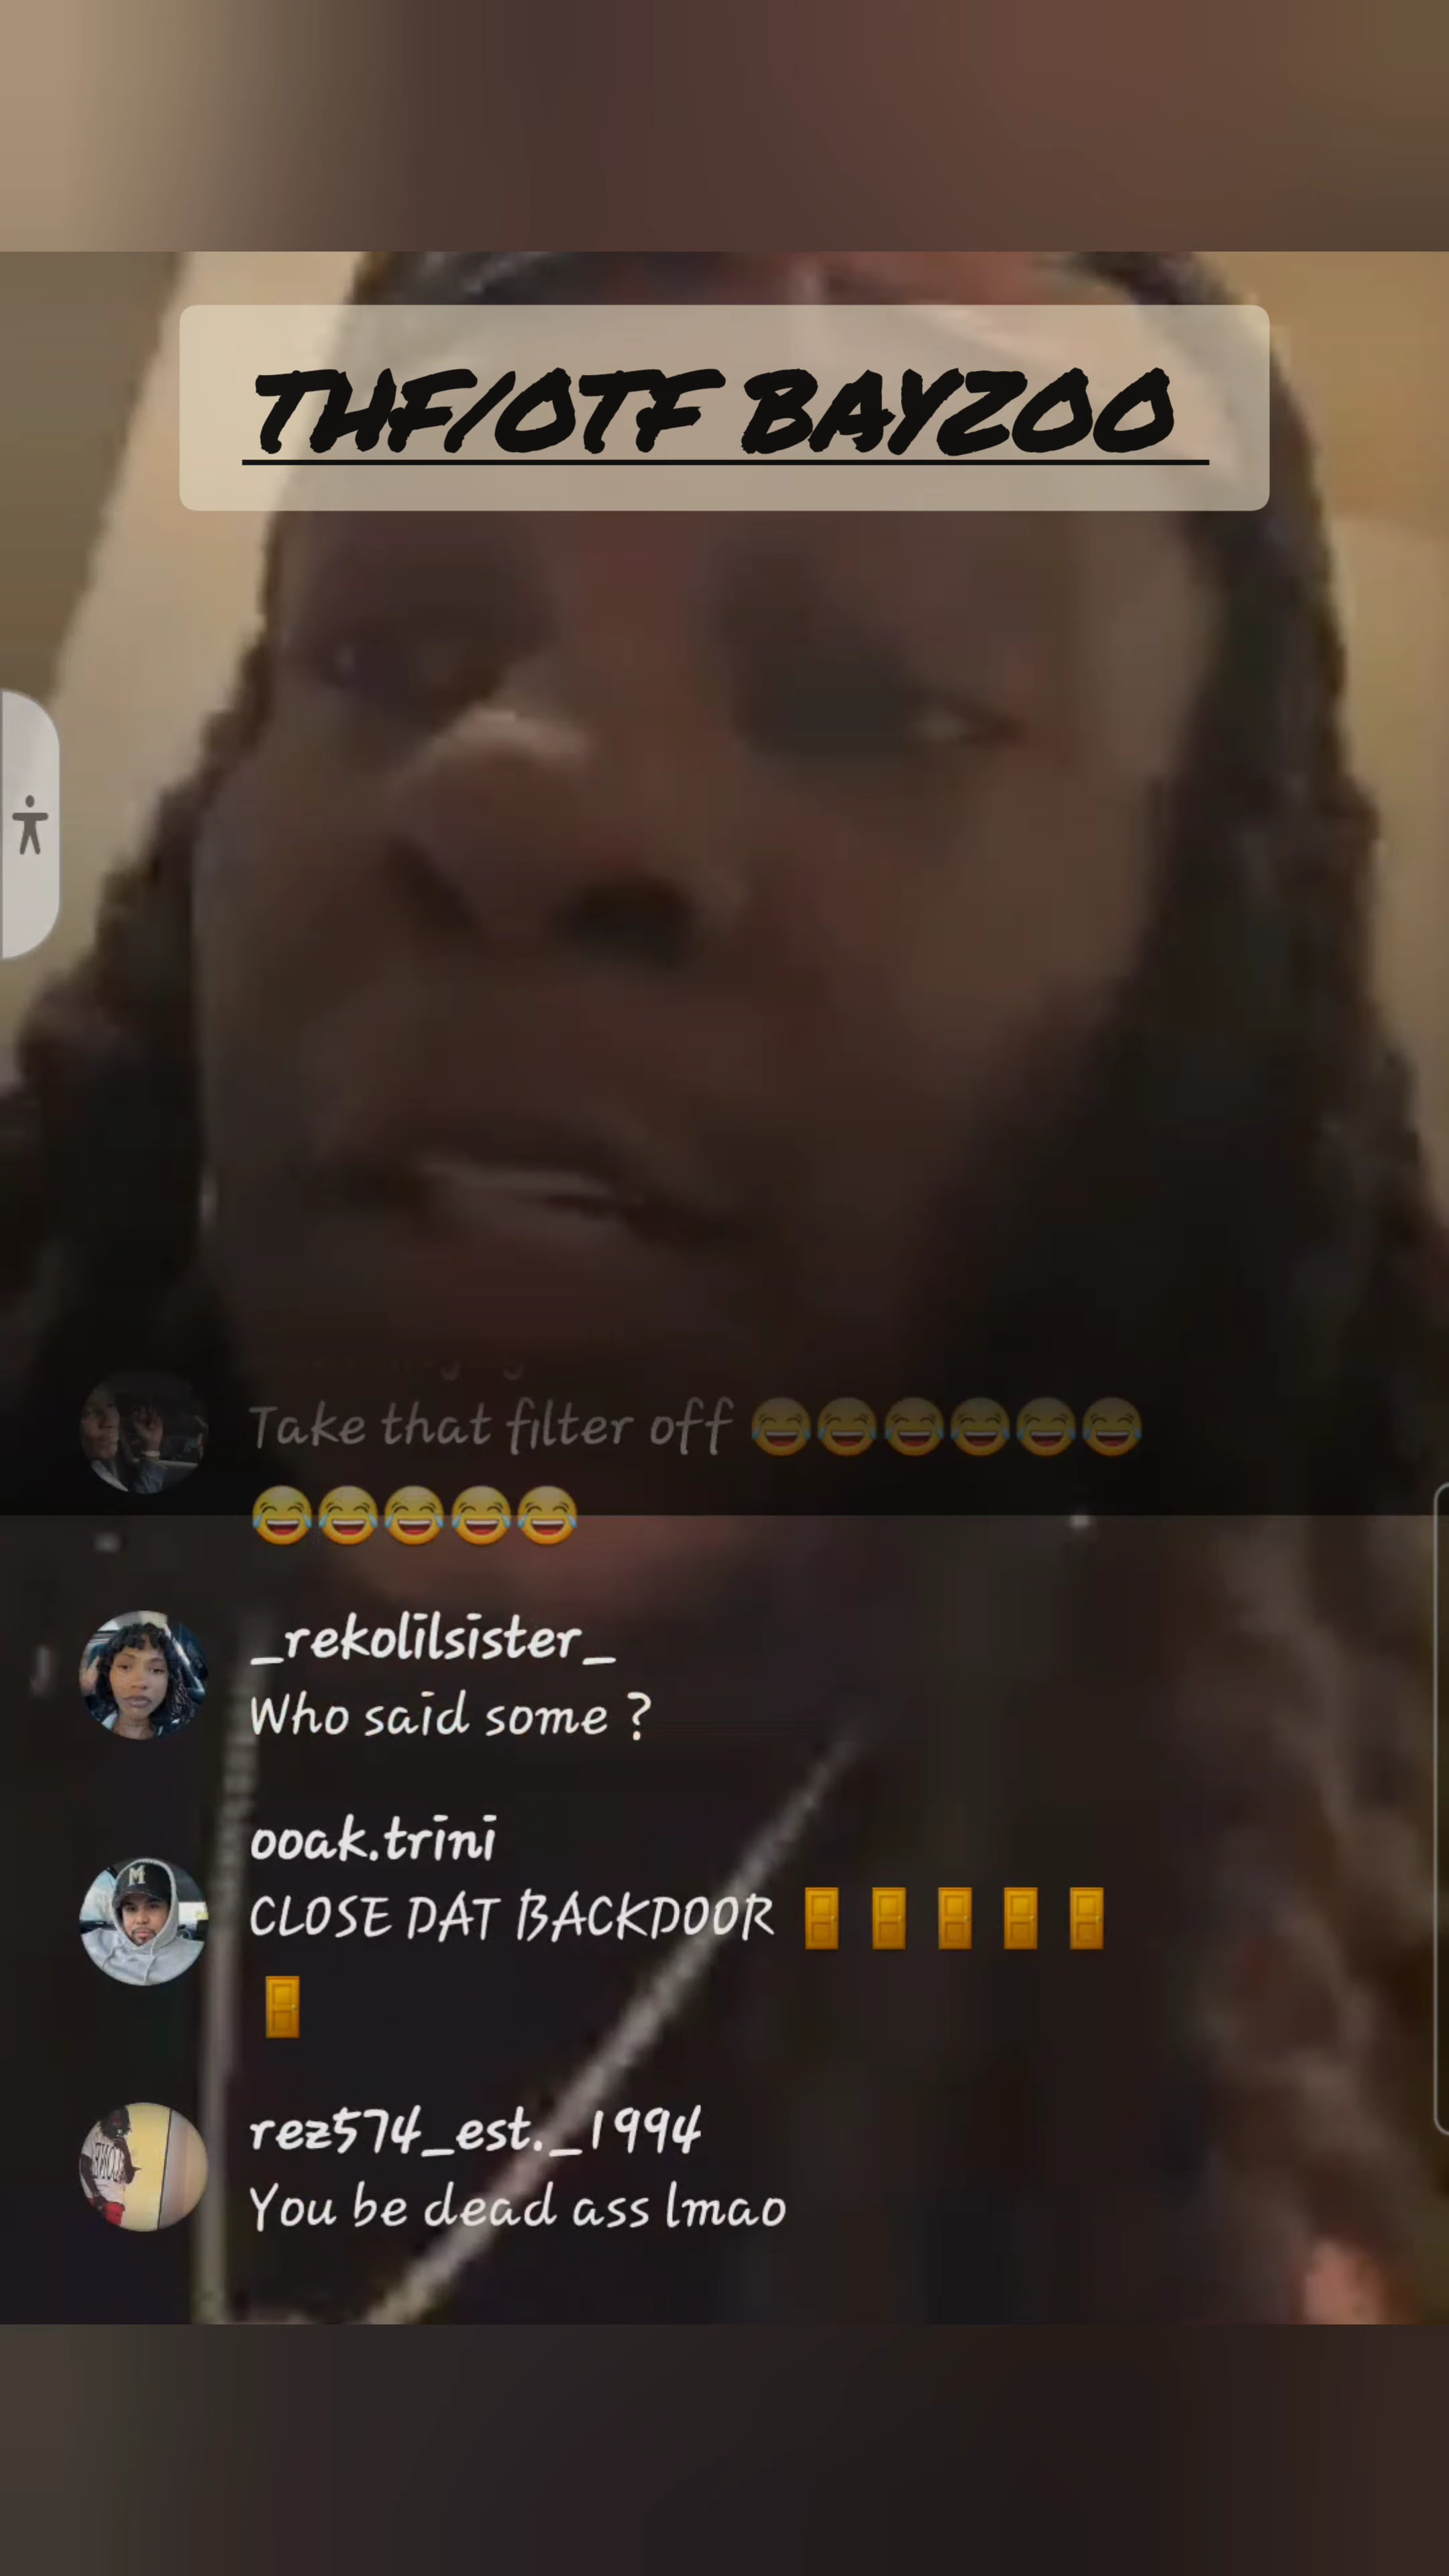 THF/OTF BAYZOO
Take that filter off 😂😂😂😂😂😂
😂😂😂😂😂
_rekolilsister_
Who said some ?
ooak.trini
CLOSE DAT BACKDOOR 🚪 🚪 🚪 🚪 🚪
🚪
rez574_est._1994
You be dead ass lmao